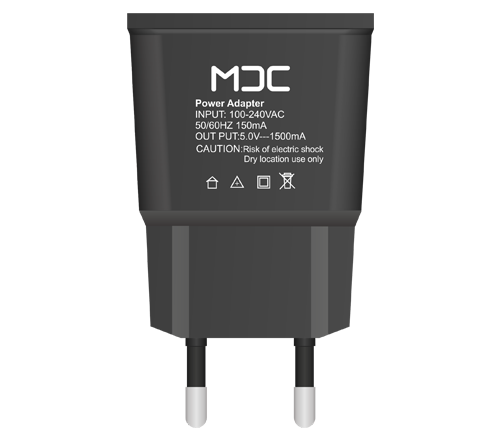 MDC
Power Adapter
INPUT: 100-240VAC
50/60HZ 150mA
OUT PUT:5.0V---1500mA
CAUTION:Risk of electric shock
Dry location use only